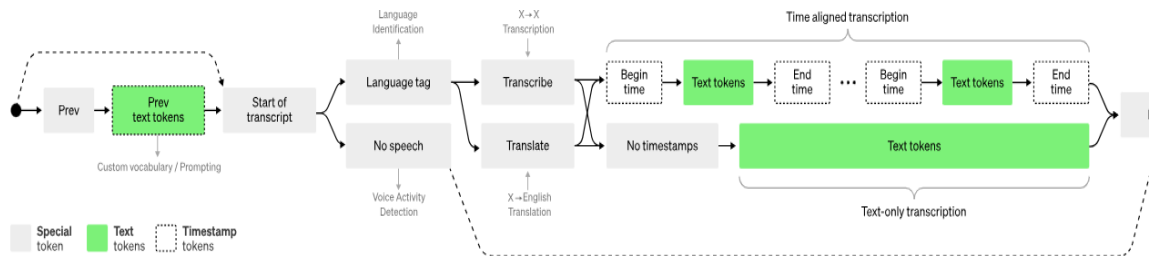 Language
Identification
X→X
Transcription
Time aligned transcription
Prev
Prev
text tokens
Start of
transcript
Language tag
Transcribe
Begin
time
Text tokens
End
time
...
Begin
time
Text tokens
End
time
No speech
Translate
No timestamps
Text tokens
Custom vocabulary / Prompting
Voice Activity
Detection
X→English
Translation
Text-only transcription
Special
token
Text
tokens
Timestamp
tokens